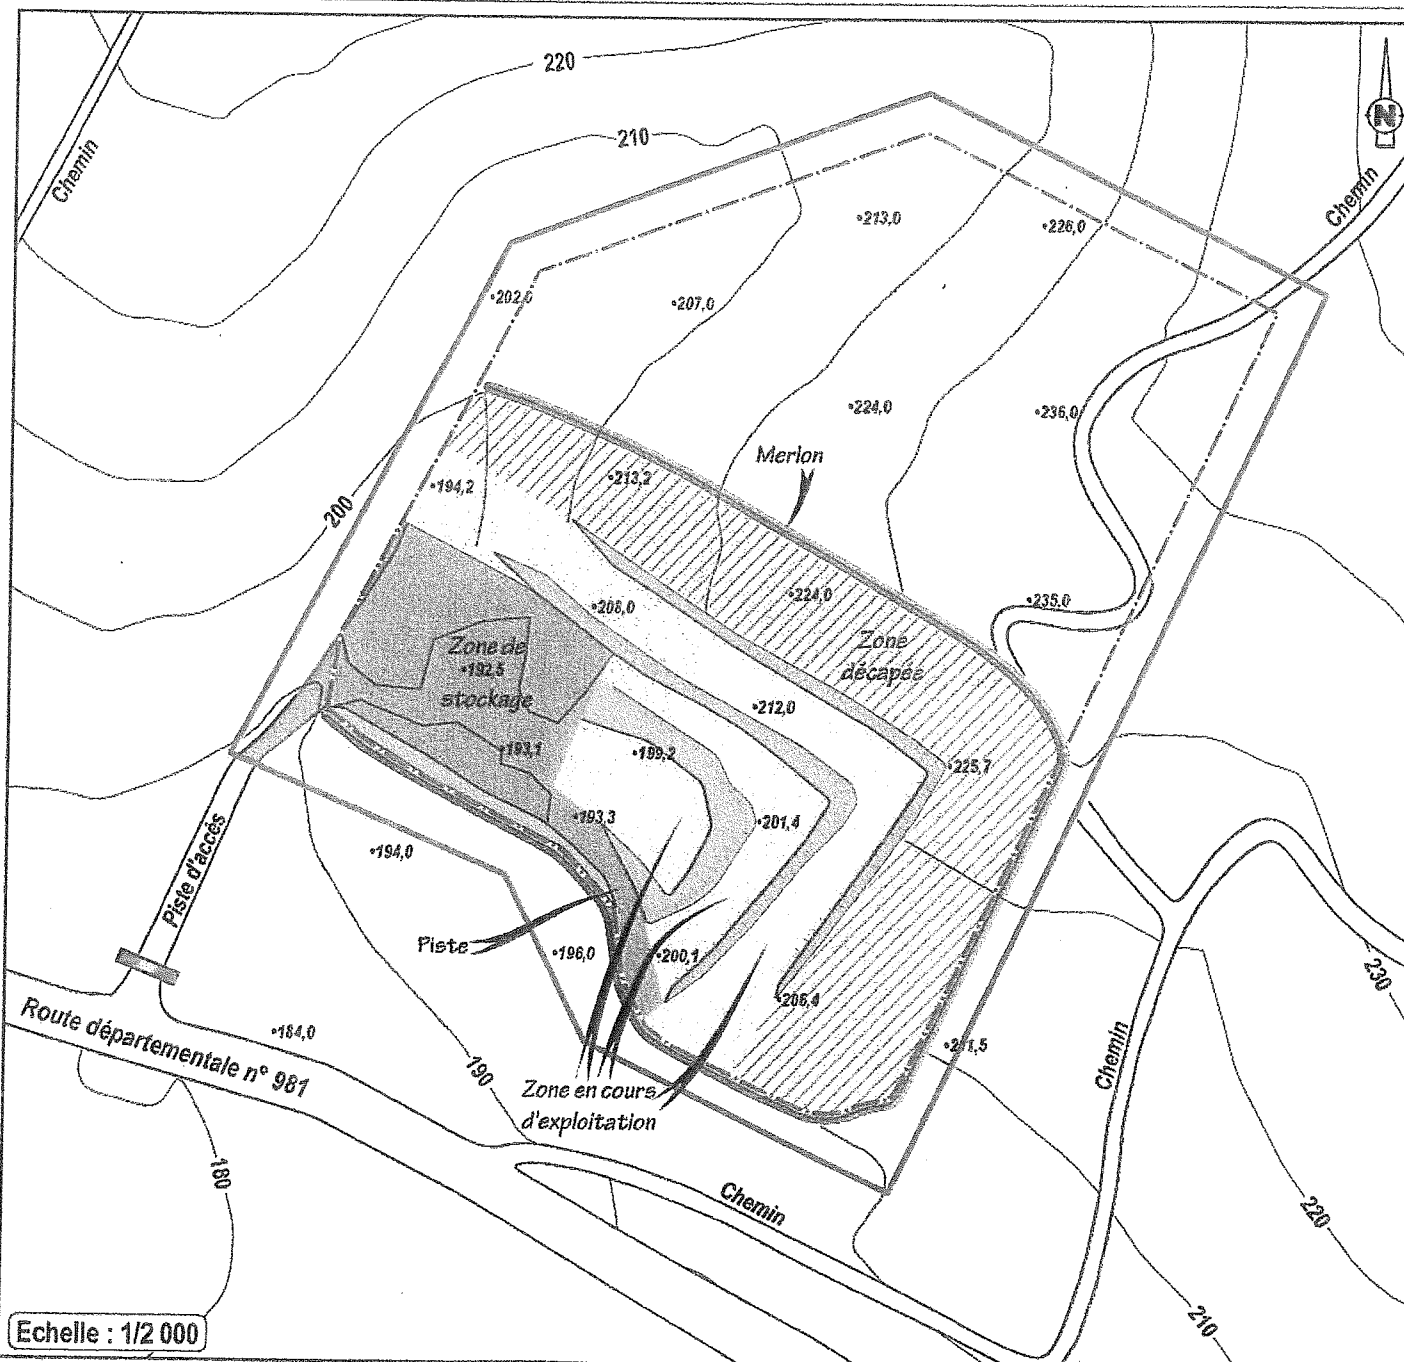 220
210
N
Chemin
Chemin
•213,0
•226,0
•202,0
•207,0
•224,0
•236,0
Merlon
•213,2
•194,2
200
•224,0
•235,0
•208,0
Zone
décapée
Zone de
•192,5
stockage
•212,0
•193,1
•199,2
•225,7
•193,3
•201,4
•194,0
Piste d'accés
Piste
•196,0
•200,1
230
•206,4
Route départementale n° 981
•184,0
Chemin
190
Zone en cours
d'exploitation
180
Chemin
220
210
Echelle : 1/2 000